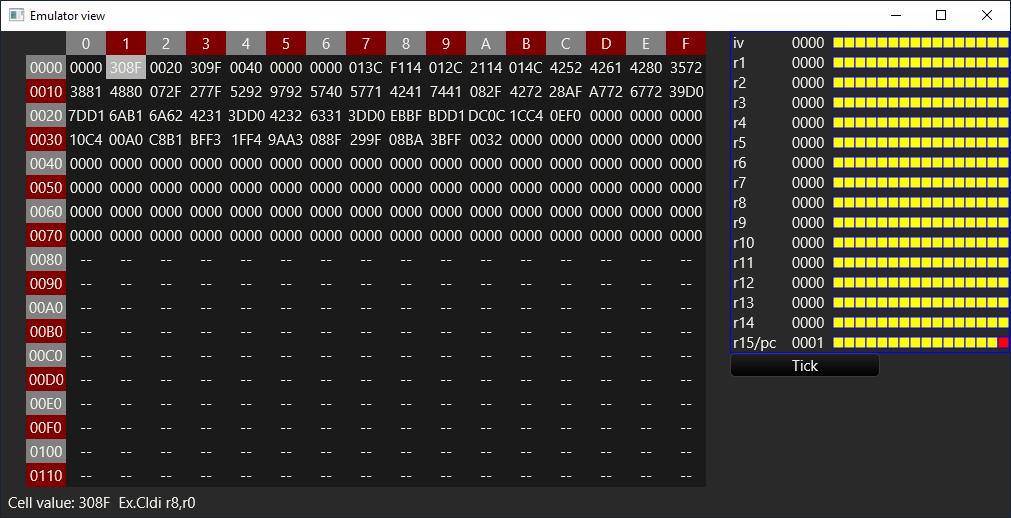 Emulator view
0 1 2 3 4 5 6 7 8 9 A B C D E F
0000 0000 308F 0020 309F 0040 0000 0000 013C F114 012C 2114 014C 4252 4261 4280 3572
0010 3881 4880 072F 277F 5292 9792 5740 5771 4241 7441 082F 4272 28AF A772 6772 39D0
0020 7DD1 6AB1 6A62 4231 3DD0 4232 6331 3DD0 EBBF BDD1 DC0C 1CC4 0EF0 0000 0000 0000
0030 10C4 00A0 C8B1 BFF3 1FF4 9AA3 088F 299F 08BA 3BFF 0032 0000 0000 0000 0000 0000
0040 0000 0000 0000 0000 0000 0000 0000 0000 0000 0000 0000 0000 0000 0000 0000 0000
0050 0000 0000 0000 0000 0000 0000 0000 0000 0000 0000 0000 0000 0000 0000 0000 0000
0060 0000 0000 0000 0000 0000 0000 0000 0000 0000 0000 0000 0000 0000 0000 0000 0000
0070 0000 0000 0000 0000 0000 0000 0000 0000 0000 0000 0000 0000 0000 0000 0000 0000
0080 -- -- -- -- -- -- -- -- -- -- -- -- -- -- -- --
0090 -- -- -- -- -- -- -- -- -- -- -- -- -- -- -- --
00A0 -- -- -- -- -- -- -- -- -- -- -- -- -- -- -- --
00B0 -- -- -- -- -- -- -- -- -- -- -- -- -- -- -- --
00C0 -- -- -- -- -- -- -- -- -- -- -- -- -- -- -- --
00D0 -- -- -- -- -- -- -- -- -- -- -- -- -- -- -- --
00E0 -- -- -- -- -- -- -- -- -- -- -- -- -- -- -- --
00F0 -- -- -- -- -- -- -- -- -- -- -- -- -- -- -- --
0100 -- -- -- -- -- -- -- -- -- -- -- -- -- -- -- --
0110 -- -- -- -- -- -- -- -- -- -- -- -- -- -- -- --
iv 0000
r1 0000
r2 0000
r3 0000
r4 0000
r5 0000
r6 0000
r7 0000
r8 0000
r9 0000
r10 0000
r11 0000
r12 0000
r13 0000
r14 0000
r15/pc 0001
Tick
Cell value: 308F Ex.Cldi r8,r0